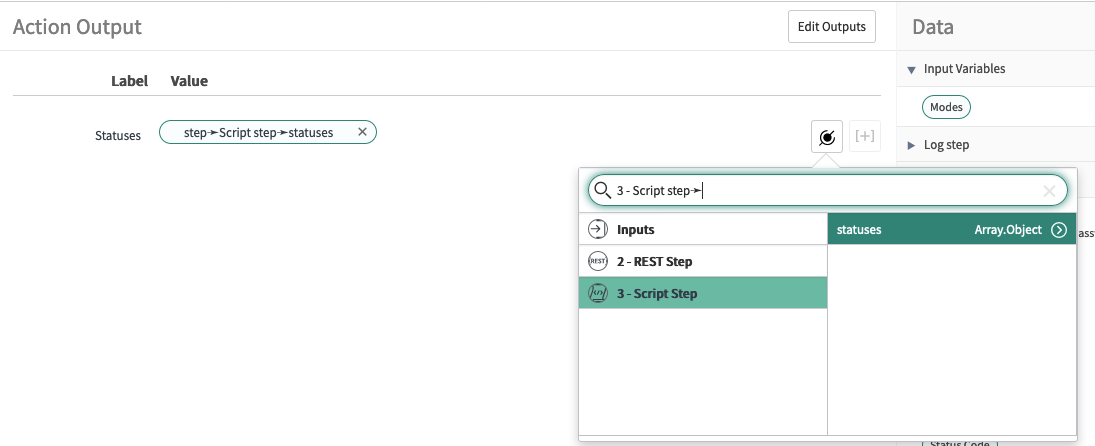 Action Output
Edit Outputs
Data
Label Value
Input Variables
Modes
Statuses
step➛Script step➛statuses
[+]
Log step
3 - Script step➛
Inputs
statuses Array.Object
REST
2 - REST Step
3 - Script Step
Status Code